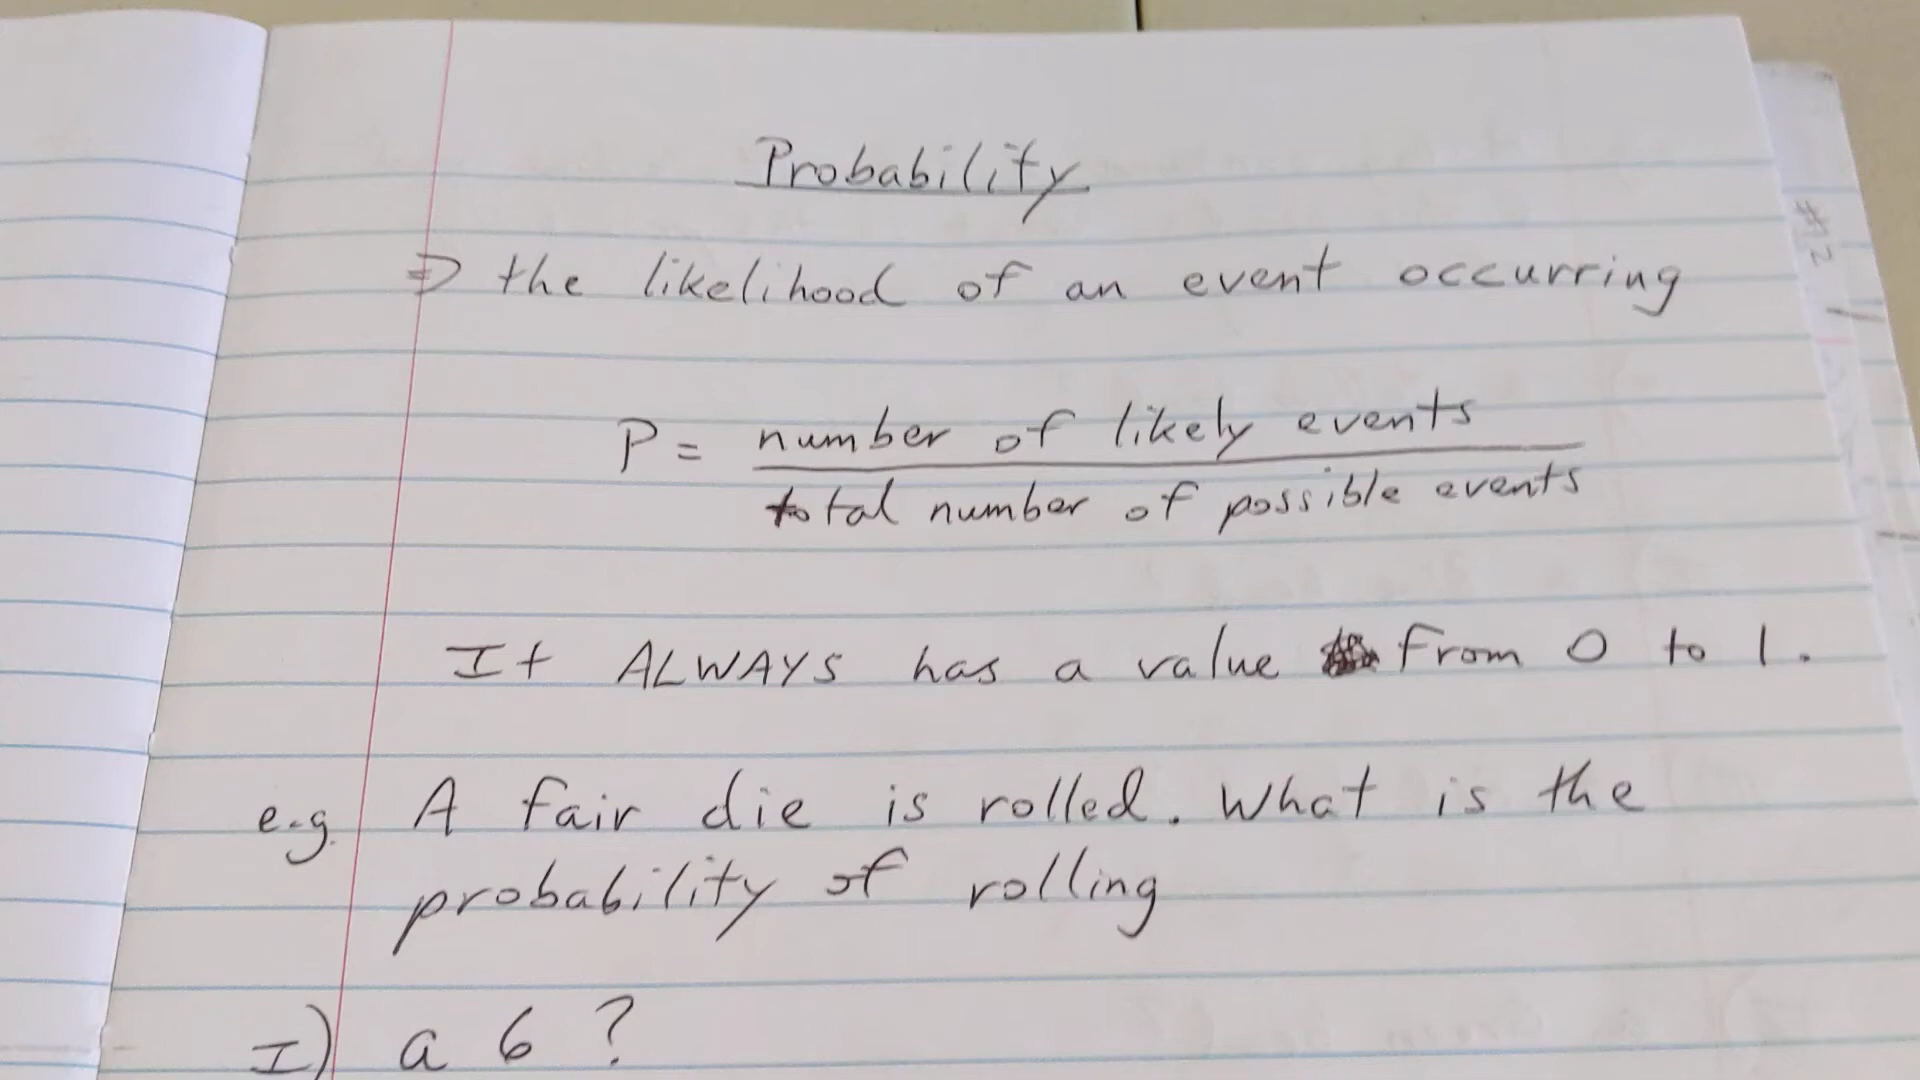 Probability
⇒ the likelihood of an event occurring
P = number of likely events
total number of possible events
It ALWAYS has a value from 0 to 1.
e.g. A fair die is rolled. What is the
probability of rolling
I) a 6 ?
#12